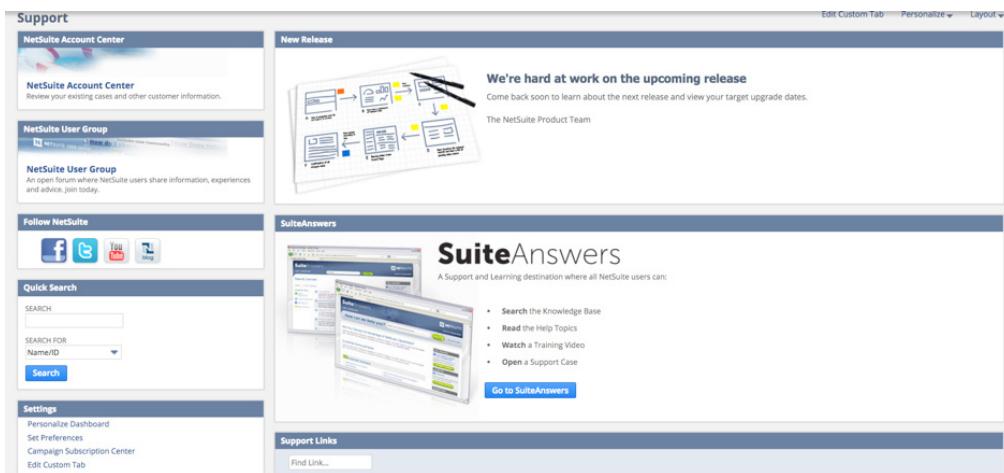 Support
Edit Custom Tab Personalize Layout
NetSuite Account Center
NetSuite Account Center
Review your existing cases and other customer information.
NetSuite User Group
NetSuite User Group
An open forum where NetSuite users share information, experiences
and advice. Join today.
Follow NetSuite
You
Tube
blog
Quick Search
SEARCH
SEARCH FOR
Name/ID
Search
Settings
Personalize Dashboard
Set Preferences
Campaign Subscription Center
Edit Custom Tab
New Release
We're hard at work on the upcoming release
Come back soon to learn about the next release and view your target upgrade dates.
The NetSuite Product Team
SuiteAnswers
SuiteAnswers
A Support and Learning destination where all NetSuite users can:
• Search the Knowledge Base
• Read the Help Topics
• Watch a Training Video
• Open a Support Case
Go to SuiteAnswers
Support Links
Find Link...